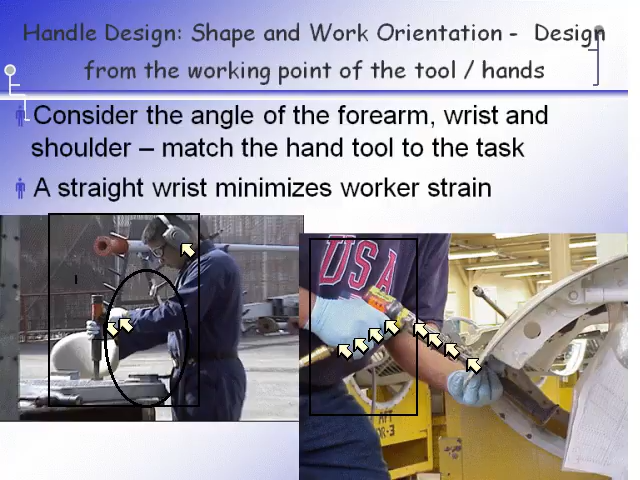 Handle Design: Shape and Work Orientation - Design
from the working point of the tool / hands
Consider the angle of the forearm, wrist and
shoulder – match the hand tool to the task
A straight wrist minimizes worker strain
USA